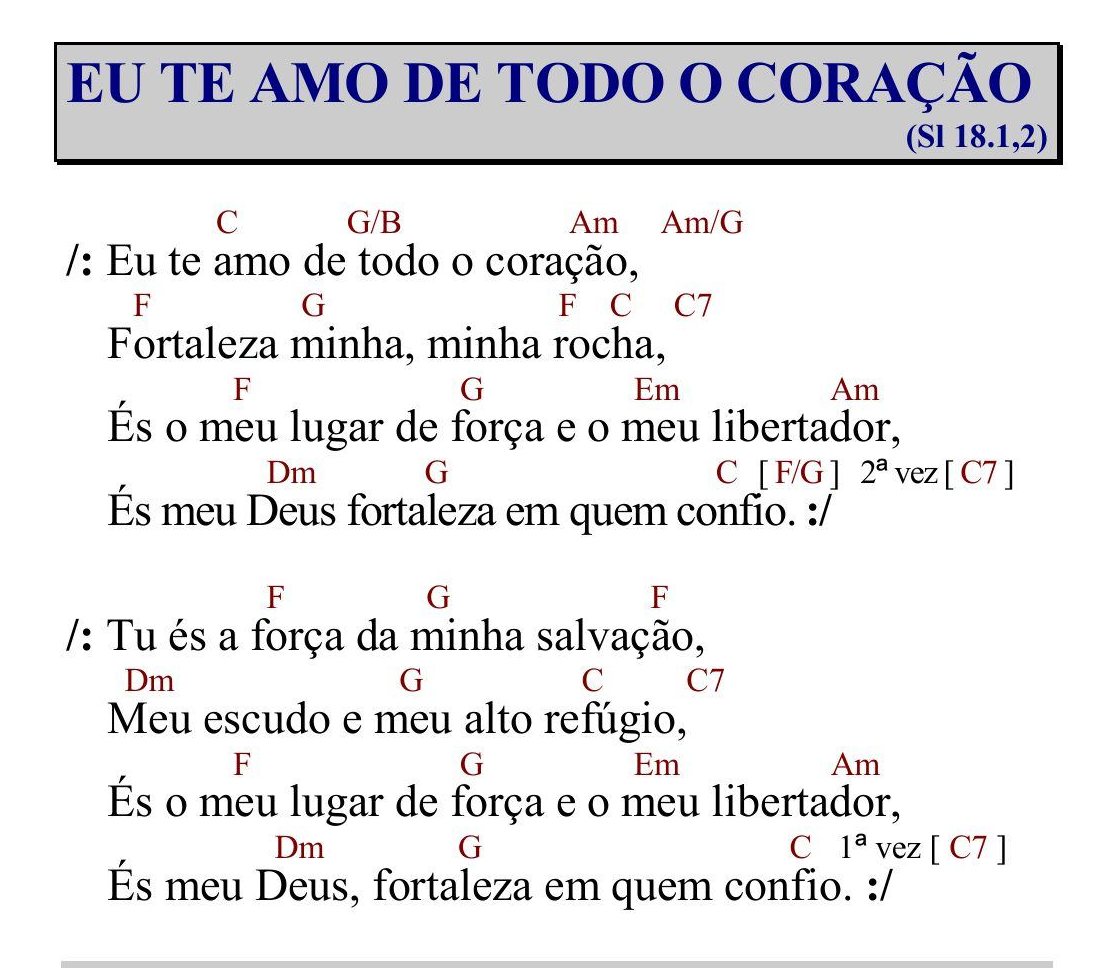 EU TE AMO DE TODO O CORAÇÃO
(Sl 18.1,2)
C G/B Am Am/G
/: Eu te amo de todo o coração,
F G F C C7
Fortaleza minha, minha rocha,
F G Em Am
És o meu lugar de força e o meu libertador,
Dm G C [ F/G ] 2ª vez [ C7 ]
És meu Deus fortaleza em quem confio. :/
F G F
/: Tu és a força da minha salvação,
Dm G C C7
Meu escudo e meu alto refúgio,
F G Em Am
És o meu lugar de força e o meu libertador,
Dm G C 1ª vez [ C7 ]
És meu Deus, fortaleza em quem confio. :/